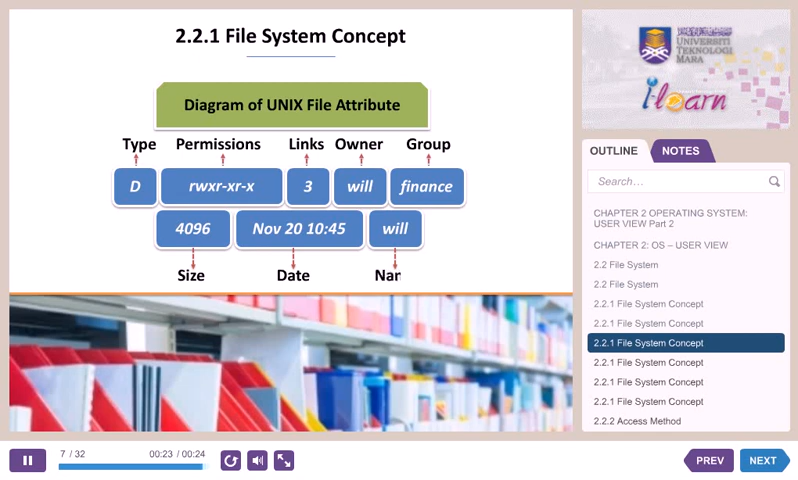 2.2.1 File System Concept
Diagram of UNIX File Attribute
Type Permissions Links Owner Group
D rwxr-xr-x 3 will finance
4096 Nov 20 10:45 will
Size Date Nar
UNIVERSITI
TEKNOLOGI
MARA
i-learn
OUTLINE NOTES
Search...
CHAPTER 2 OPERATING SYSTEM:
USER VIEW Part 2
CHAPTER 2: OS – USER VIEW
2.2 File System
2.2 File System
2.2.1 File System Concept
2.2.1 File System Concept
2.2.1 File System Concept
2.2.1 File System Concept
2.2.1 File System Concept
2.2.1 File System Concept
2.2.2 Access Method
7 / 32 00:23 / 00:24
PREV NEXT